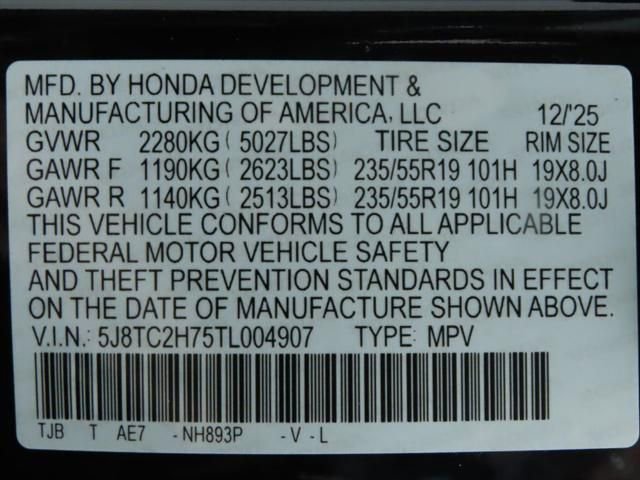 MFD. BY HONDA DEVELOPMENT &
MANUFACTURING OF AMERICA, LLC 12/'25
GVWR 2280KG ( 5027LBS) TIRE SIZE RIM SIZE
GAWR F 1190KG ( 2623LBS) 235/55R19 101H 19X8.0J
GAWR R 1140KG ( 2513LBS) 235/55R19 101H 19X8.0J
THIS VEHICLE CONFORMS TO ALL APPLICABLE
FEDERAL MOTOR VEHICLE SAFETY
AND THEFT PREVENTION STANDARDS IN EFFECT
ON THE DATE OF MANUFACTURE SHOWN ABOVE.
V.I.N.: 5J8TC2H75TL004907 TYPE: MPV
TJB T AE7 -NH893P -V-L